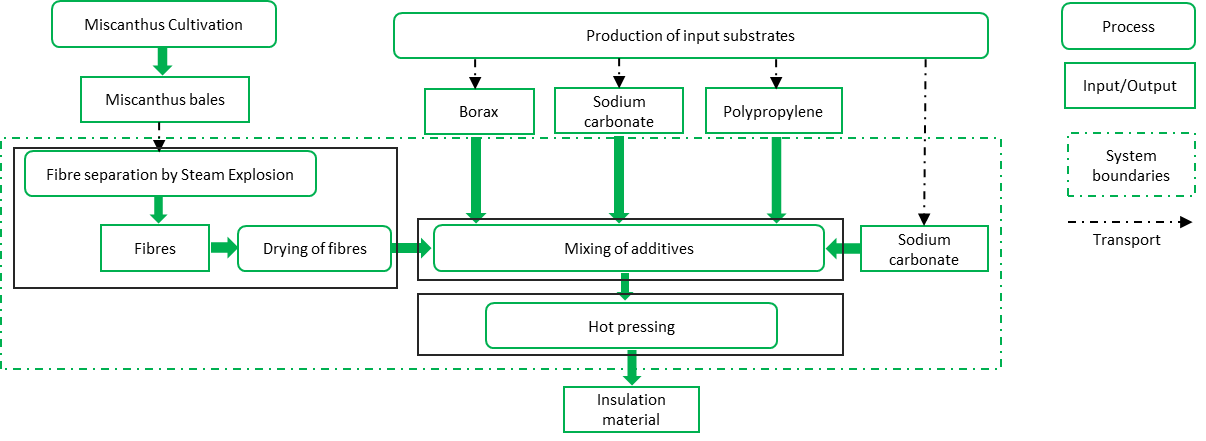 Miscanthus Cultivation
Production of input substrates
Process
Miscanthus bales
Borax
Sodium
carbonate
Polypropylene
Input/Output
Fibre separation by Steam Explosion
System
boundaries
Fibres
Drying of fibres
Mixing of additives
Sodium
carbonate
Transport
Hot pressing
Insulation
material